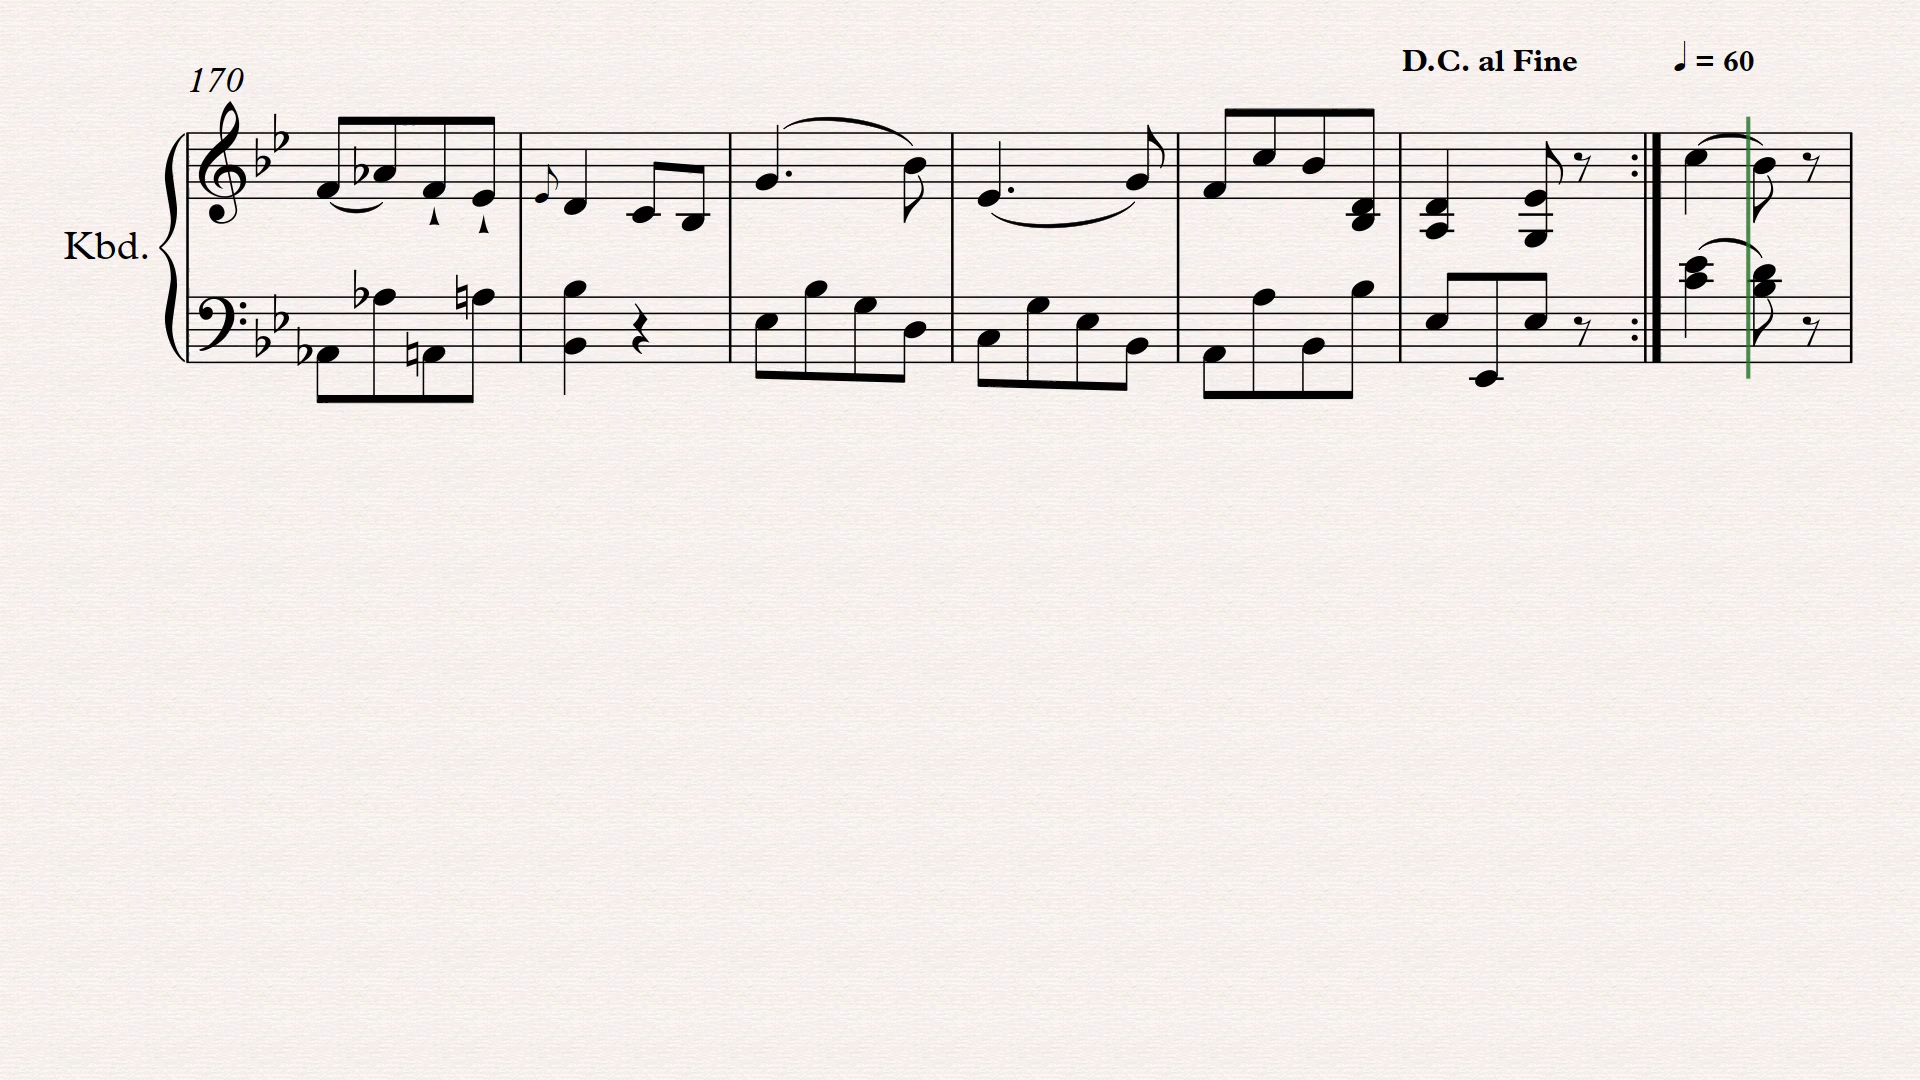 D.C. al Fine
♩ = 60
170
Kbd.